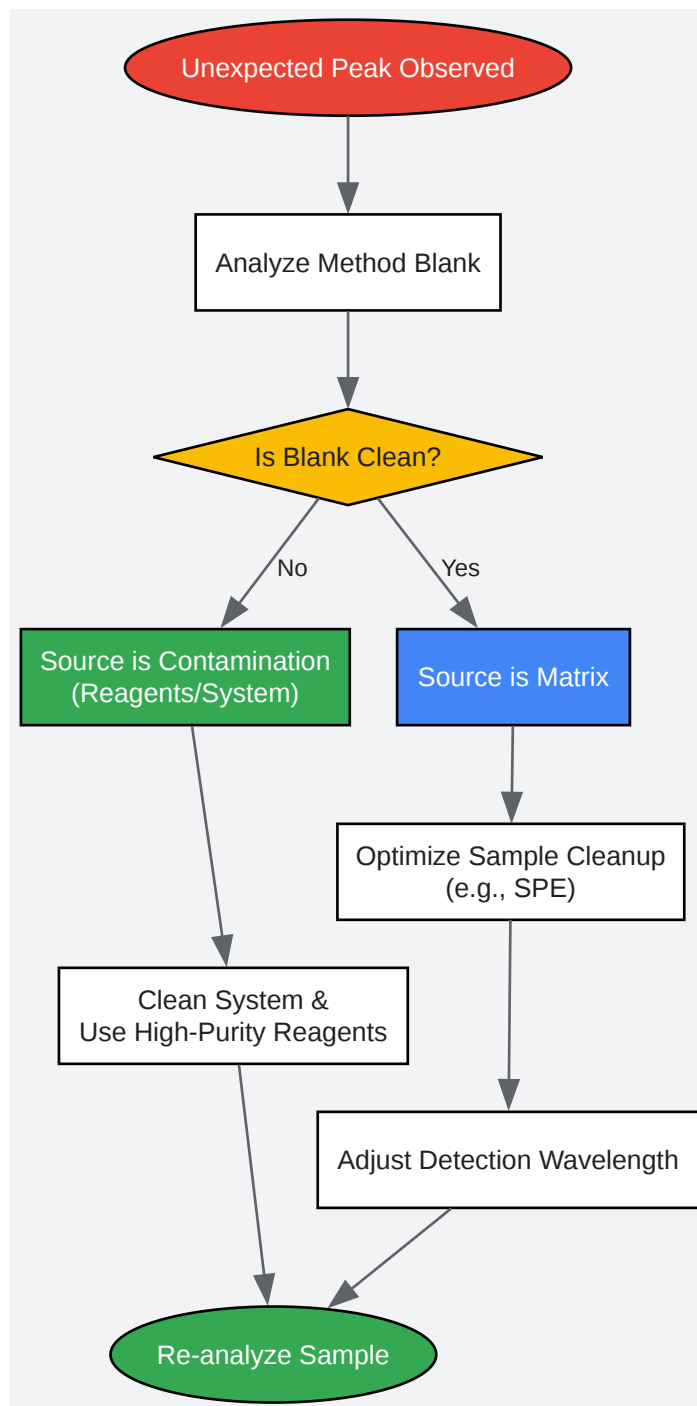 Unexpected Peak Observed
Analyze Method Blank
Is Blank Clean?
No
Yes
Source is Contamination
(Reagents/System)
Source is Matrix
Optimize Sample Cleanup
(e.g., SPE)
Clean System &
Use High-Purity Reagents
Adjust Detection Wavelength
Re-analyze Sample